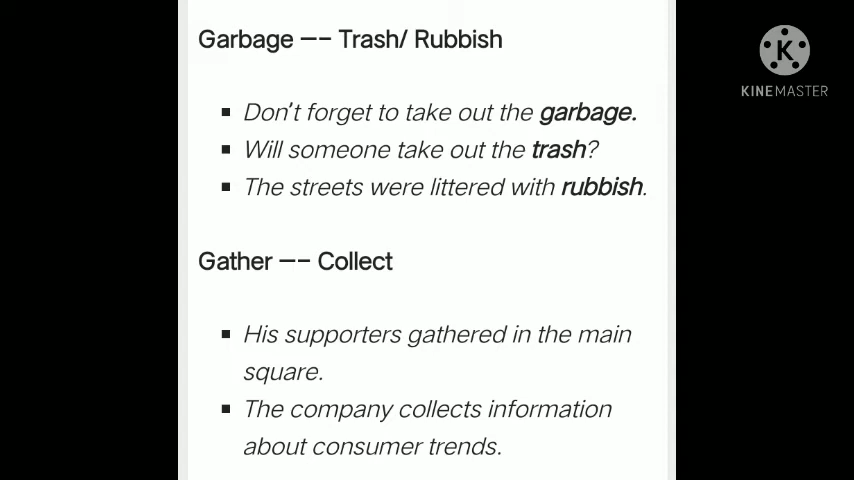 Garbage –– Trash/ Rubbish
K
KINEMASTER
▪ Don't forget to take out the garbage.
▪ Will someone take out the trash?
▪ The streets were littered with rubbish.
Gather –– Collect
▪ His supporters gathered in the main
square.
▪ The company collects information
about consumer trends.